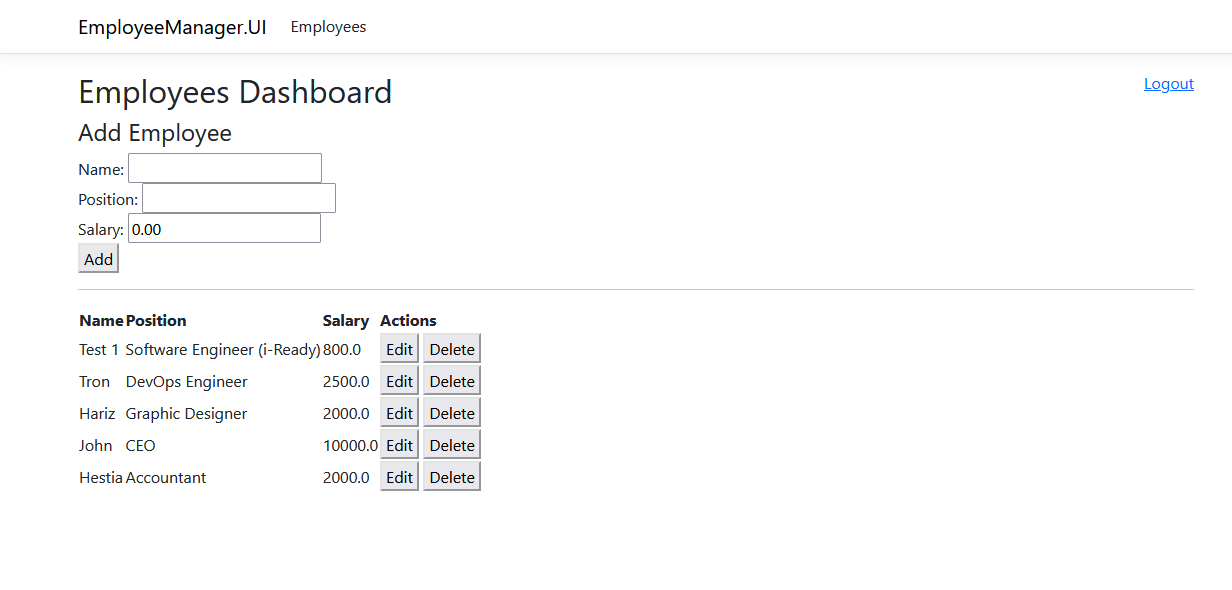 EmployeeManager.UI Employees
Employees Dashboard Logout
Add Employee
Name:
Position:
Salary: 0.00
Add
Name Position Salary Actions
Test 1 Software Engineer (i-Ready) 800.0 Edit Delete
Tron DevOps Engineer 2500.0 Edit Delete
Hariz Graphic Designer 2000.0 Edit Delete
John CEO 10000.0 Edit Delete
Hestia Accountant 2000.0 Edit Delete